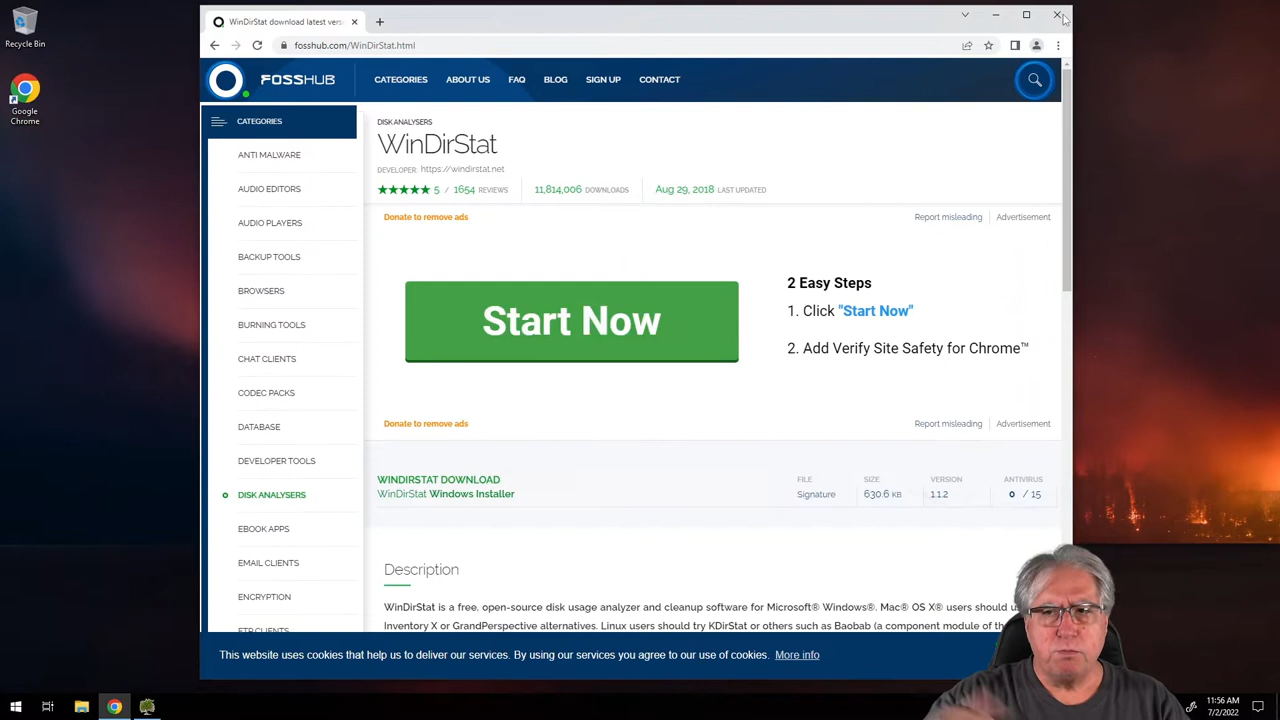 Recycle Bin
Google
Chrome
WinDirStat download latest vers
fosshub.com/WinDirStat.html
FOSSHUB
CATEGORIES
ABOUT US
FAQ
BLOG
SIGN UP
CONTACT
CATEGORIES
ANTI MALWARE
AUDIO EDITORS
AUDIO PLAYERS
BACKUP TOOLS
BROWSERS
BURNING TOOLS
CHAT CLIENTS
CODEC PACKS
DATABASE
DEVELOPER TOOLS
DISK ANALYSERS
EBOOK APPS
EMAIL CLIENTS
ENCRYPTION
FTP CLIENTS
DISK ANALYSERS
WinDirStat
DEVELOPER: https://windirstat.net
5 / 1654 REVIEWS
11,814,006 DOWNLOADS
Aug 29, 2018 LAST UPDATED
Donate to remove ads
Report misleading
Advertisement
Start Now
2 Easy Steps
1. Click "Start Now"
2. Add Verify Site Safety for Chrome™
Donate to remove ads
Report misleading
Advertisement
WINDIRSTAT DOWNLOAD
WinDirStat Windows Installer
FILE
Signature
SIZE
630.6 KB
VERSION
1.1.2
ANTIVIRUS
0 / 15
Description
WinDirStat is a free, open-source disk usage analyzer and cleanup software for Microsoft® Windows®. Mac® OS X® users should u
Inventory X or GrandPerspective alternatives. Linux users should try KDirStat or others such as Baobab (a component of the
This website uses cookies that help us to deliver our services. By using our services you agree to our use of cookies. More info
11:56 AM
7/2/2022